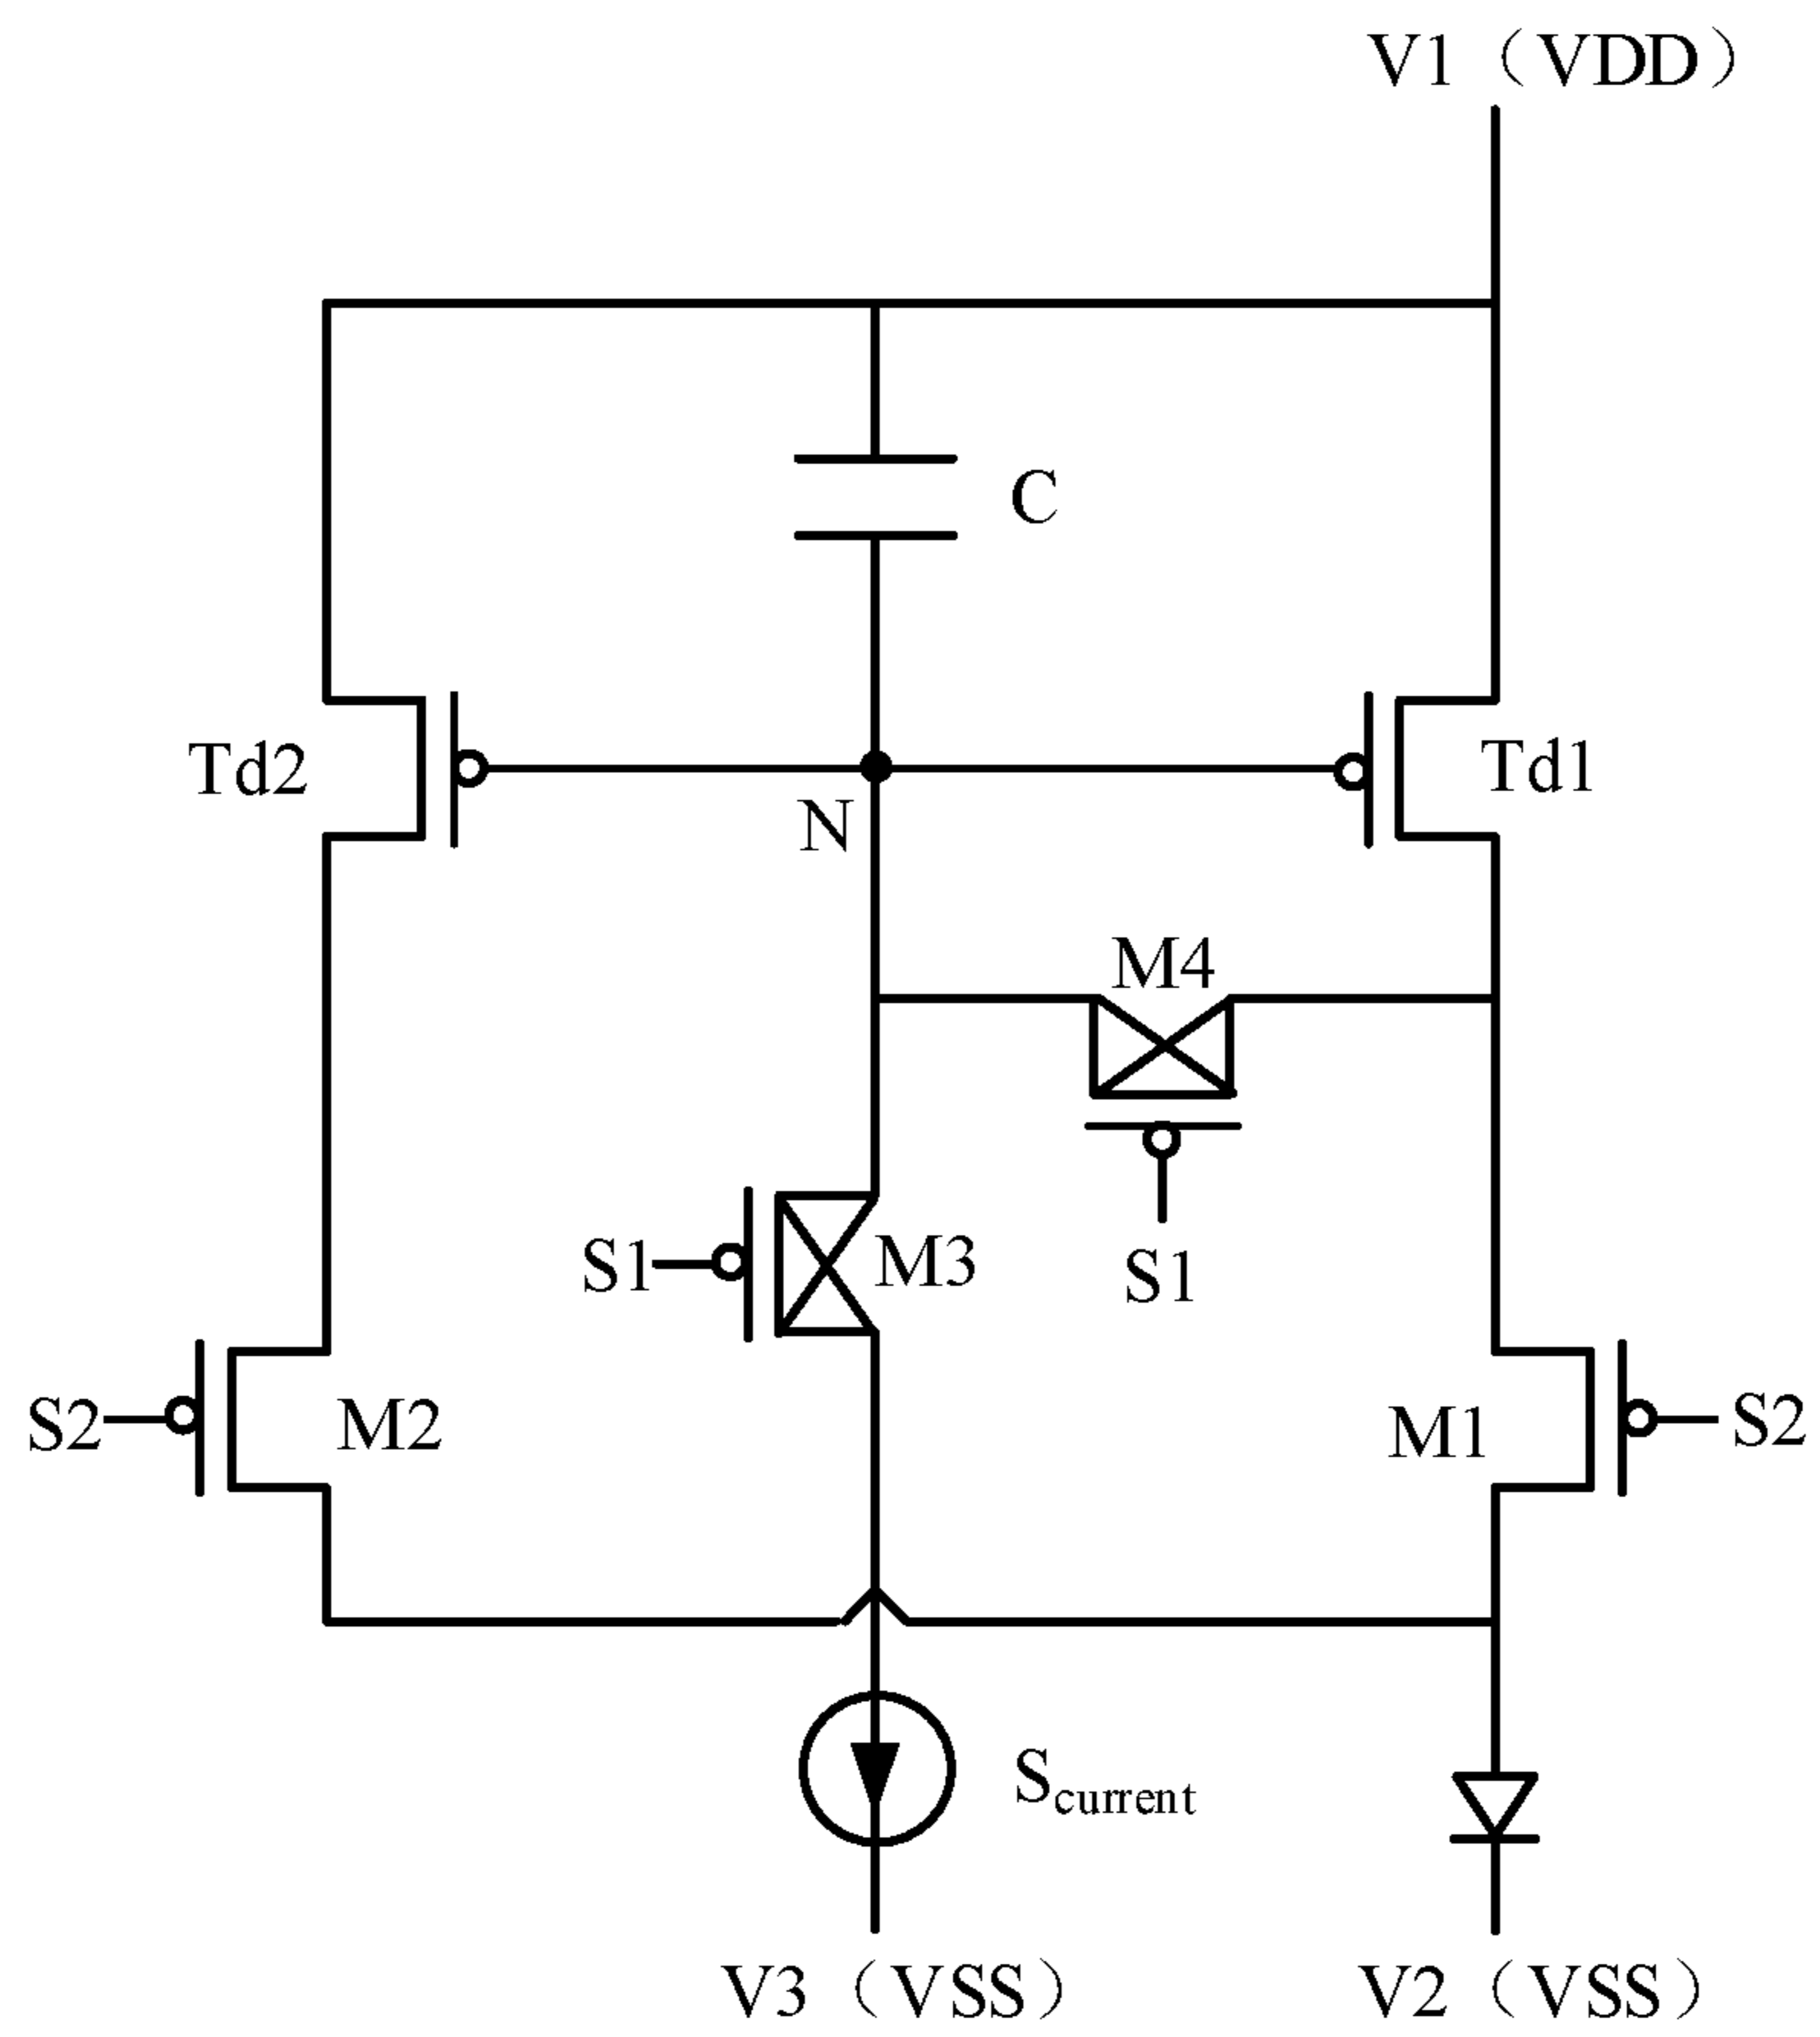 V1（VDD）
C
Td2
Td1
N
M4
S1
M3
S1
S2
M2
M1
S2
Scurrent
V3（VSS）
V2（VSS）